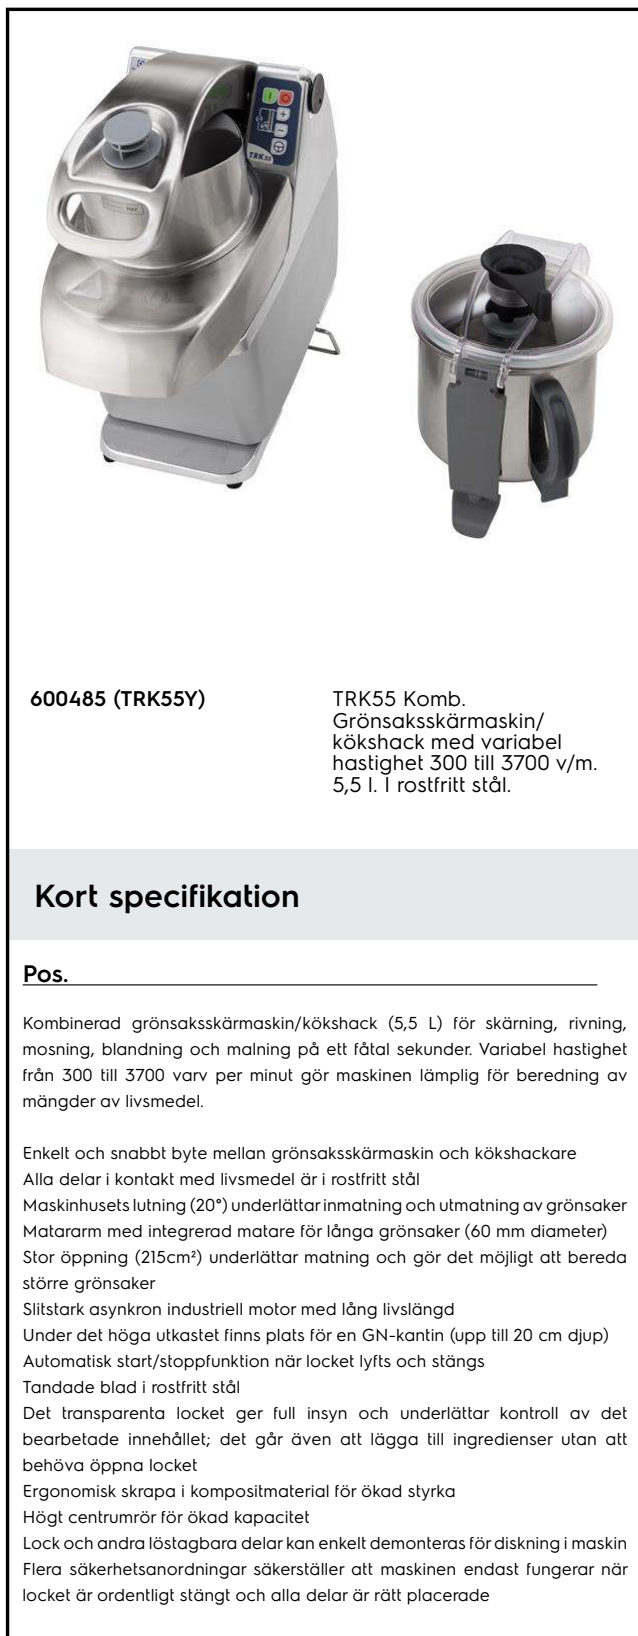 MAX
TRK55
600485 (TRK55Y)
TRK55 Komb.
Grönsaksskärmaskin/
kökshack med variabel
hastighet 300 till 3700 v/m.
5,5 l. I rostfritt stål.
Kort specifikation
Pos.
Kombinerad grönsaksskärmaskin/kökshack (5,5 L) för skärning, rivning,
mosning, blandning och malning på ett fåtal sekunder. Variabel hastighet
från 300 till 3700 varv per minut gör maskinen lämplig för beredning av
mängder av livsmedel.
Enkelt och snabbt byte mellan grönsaksskärmaskin och kökshackare
Alla delar i kontakt med livsmedel är i rostfritt stål
Maskinhusets lutning (20°) underlättar inmatning och utmatning av grönsaker
Matararm med integrerad matare för långa grönsaker (60 mm diameter)
Stor öppning (215cm²) underlättar matning och gör det möjligt att bereda
större grönsaker
Slitstark asynkron industriell motor med lång livslängd
Under det höga utkastet finns plats för en GN-kantin (upp till 20 cm djup)
Automatisk start/stoppfunktion när locket lyfts och stängs
Tandade blad i rostfritt stål
Det transparenta locket ger full insyn och underlättar kontroll av det
bearbetade innehållet; det går även att lägga till ingredienser utan att
behöva öppna locket
Ergonomisk skrapa i kompositmaterial för ökad styrka
Högt centrumrör för ökad kapacitet
Lock och andra löstagbara delar kan enkelt demonteras för diskning i maskin
Flera säkerhetsanordningar säkerställer att maskinen endast fungerar när
locket är ordentligt stängt och alla delar är rätt placerade